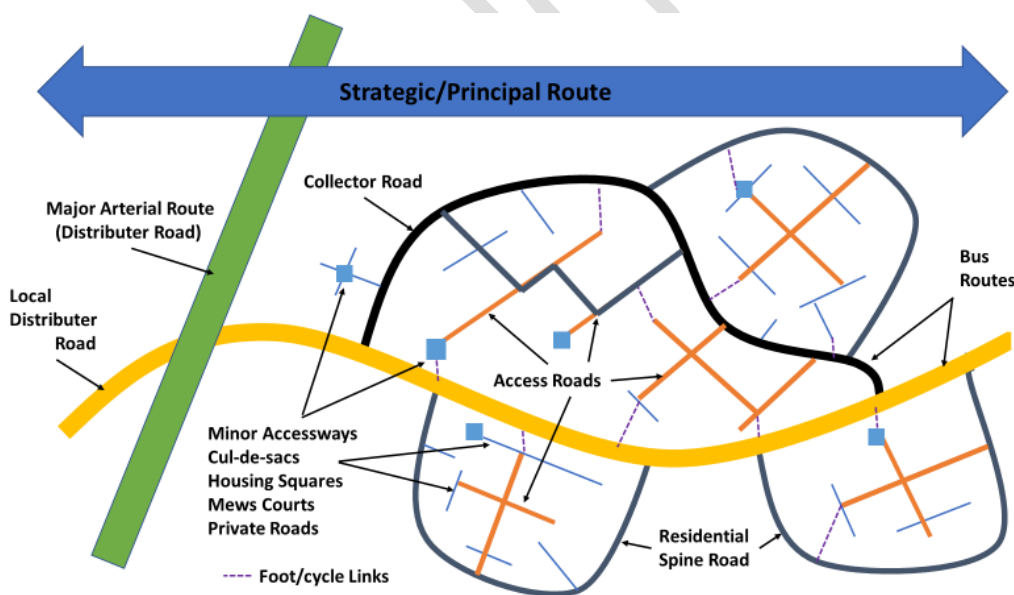 Strategic/Principal Route
Collector Road
Major Arterial Route
(Distributer Road)
Bus
Routes
Local
Distributer
Road
Access Roads
Minor Accessways
Cul-de-sacs
Housing Squares
Mews Courts
Private Roads
Residential
Spine Road
Foot/cycle Links